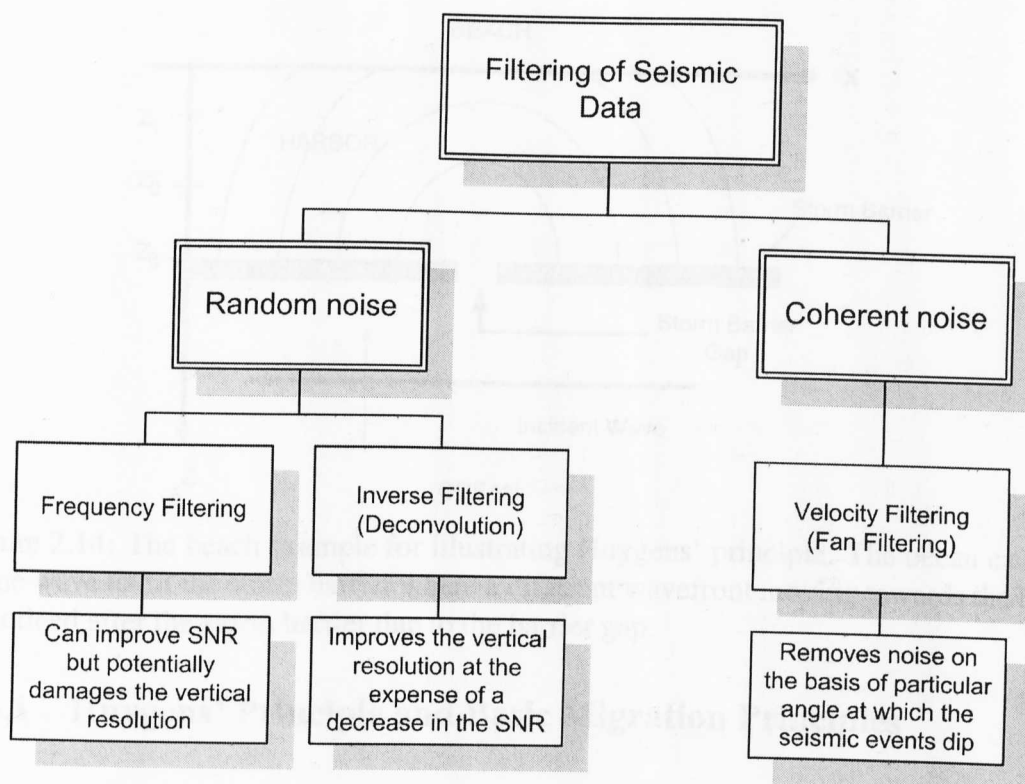 Filtering of Seismic
Data
Random noise
Coherent noise
Frequency Filtering
Inverse Filtering
(Deconvolution)
Velocity Filtering
(Fan Filtering)
Can improve SNR
but potentially
damages the vertical
resolution
Improves the vertical
resolution at the
expense of a
decrease in the SNR
Removes noise on
the basis of particular
angle at which the
seismic events dip